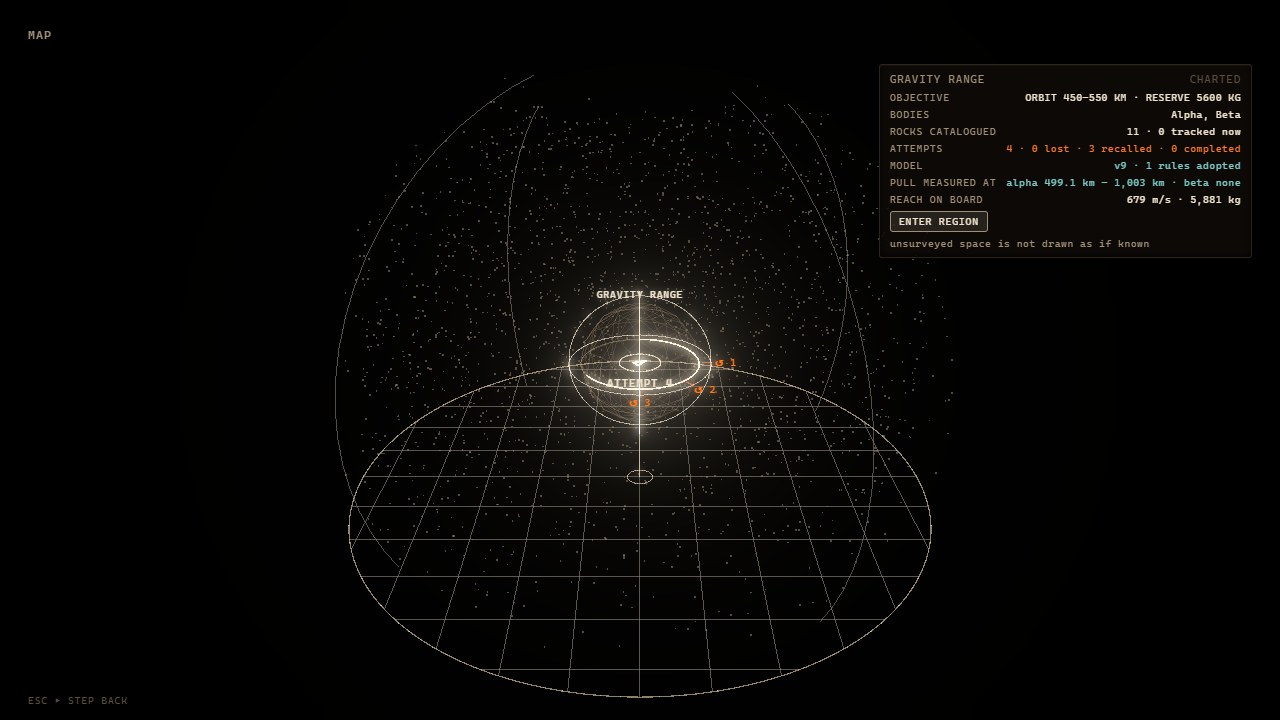 MAP
GRAVITY RANGE CHARTED
OBJECTIVE ORBIT 450–550 KM · RESERVE 5600 KG
BODIES Alpha, Beta
ROCKS CATALOGUED 11 · 0 tracked now
ATTEMPTS 4 · 0 lost · 3 recalled · 0 completed
MODEL v9 · 1 rules adopted
PULL MEASURED AT alpha 499.1 km – 1,003 km · beta none
REACH ON BOARD 679 m/s · 5,881 kg
ENTER REGION
unsurveyed space is not drawn as if known
GRAVITY RANGE
↺ 1
ATTEMPT 4
↺ 2
↺ 3
ESC ▸ STEP BACK